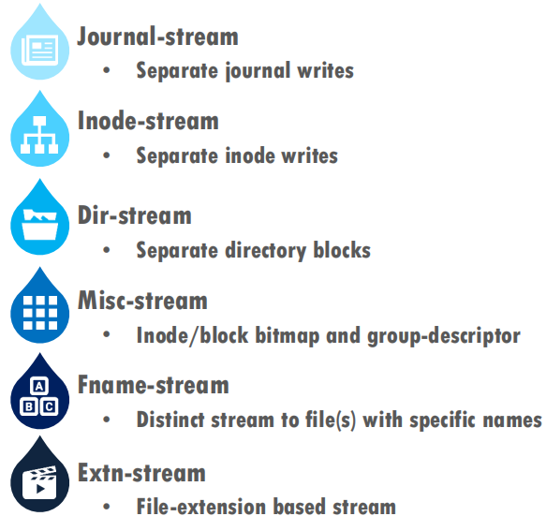 Journal-stream
• Separate journal writes
Inode-stream
• Separate inode writes
Dir-stream
• Separate directory blocks
Misc-stream
• Inode/block bitmap and group-descriptor
Fname-stream
A
B C
• Distinct stream to file(s) with specific names
Extn-stream
• File-extension based stream